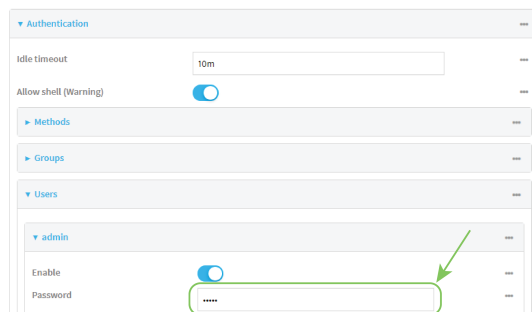 Authentication
Idle timeout
10m
Allow shell (Warning)
Methods
Groups
Users
admin
Enable
Password
•••••